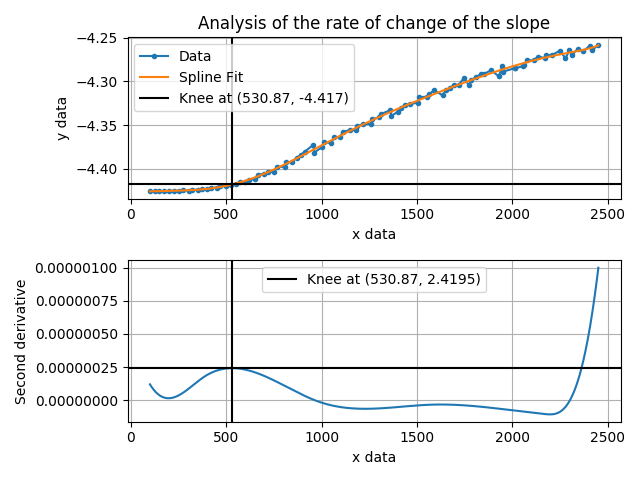 Analysis of the rate of change of the slope
−4.25
−4.30
−4.35
−4.40
y data
Data
Spline Fit
Knee at (530.87, -4.417)
0 500 1000 1500 2000 2500
x data
0.00000100
0.00000075
0.00000050
0.00000025
0.00000000
Second derivative
Knee at (530.87, 2.4195)
0 500 1000 1500 2000 2500
x data